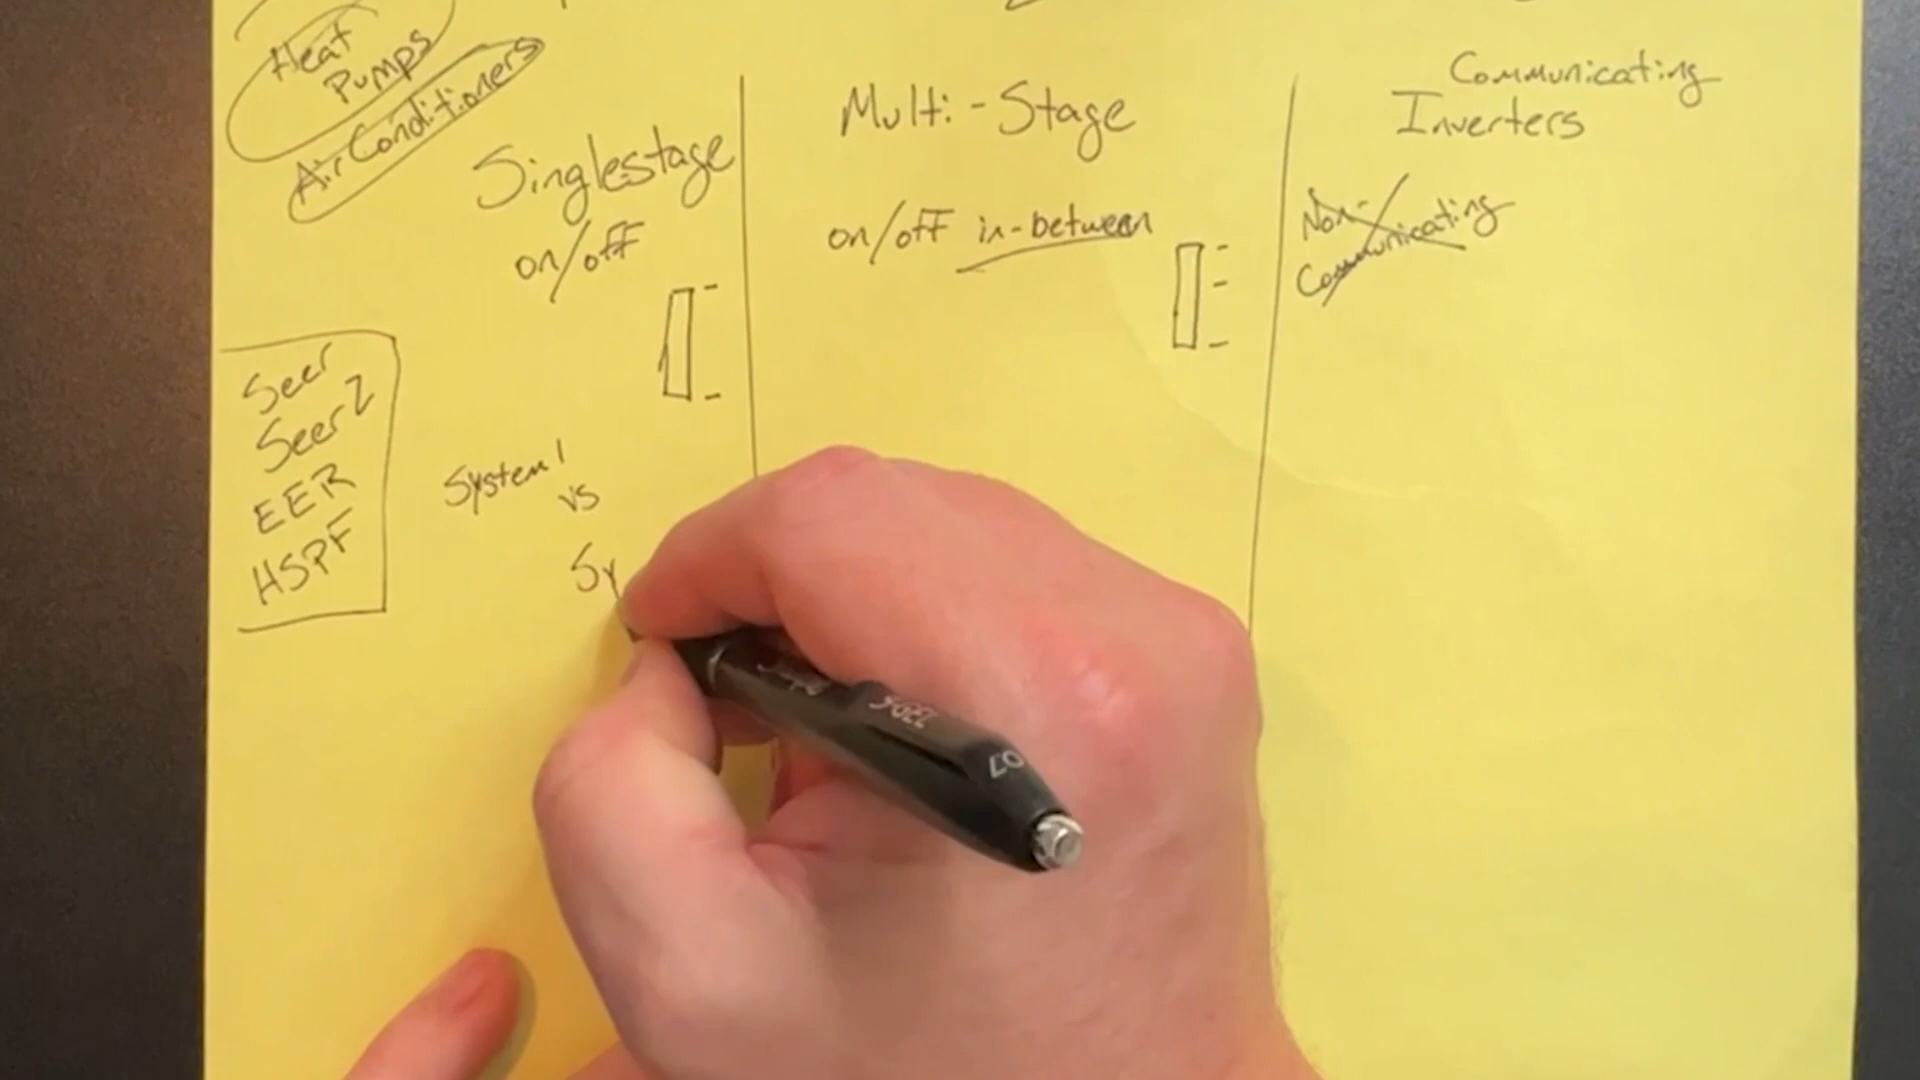 Heat
Pumps
Air Conditioners
Singlestage
on/off
Multi-Stage
on/off in-between
Communicating
Inverters
Non-
Communicating
Seer
Seer2
EER
HSPF
System 1
vs
Sy
07